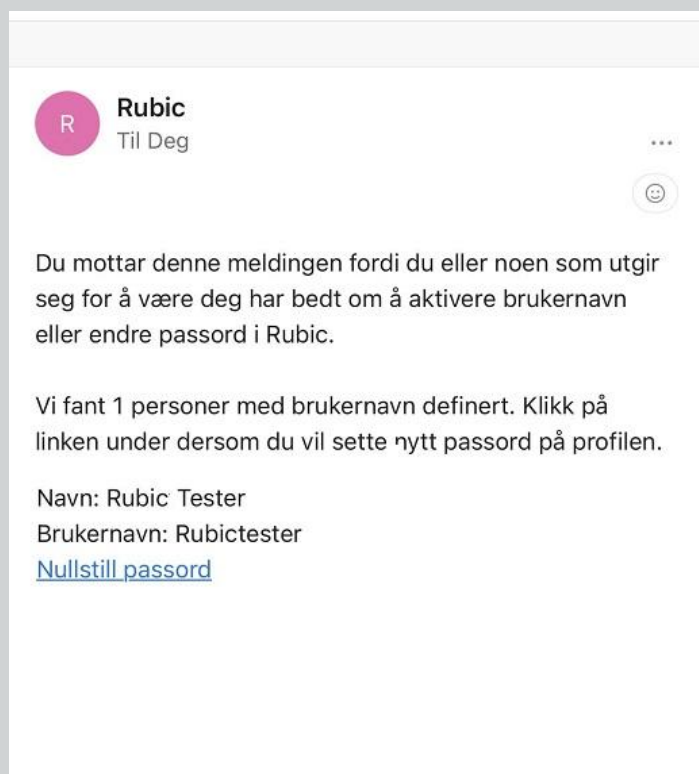 R
Rubic
Til Deg
Du mottar denne meldingen fordi du eller noen som utgir
seg for å være deg har bedt om å aktivere brukernavn
eller endre passord i Rubic.
Vi fant 1 personer med brukernavn definert. Klikk på
linken under dersom du vil sette nytt passord på profilen.
Navn: Rubic Tester
Brukernavn: Rubictester
Nullstill passord